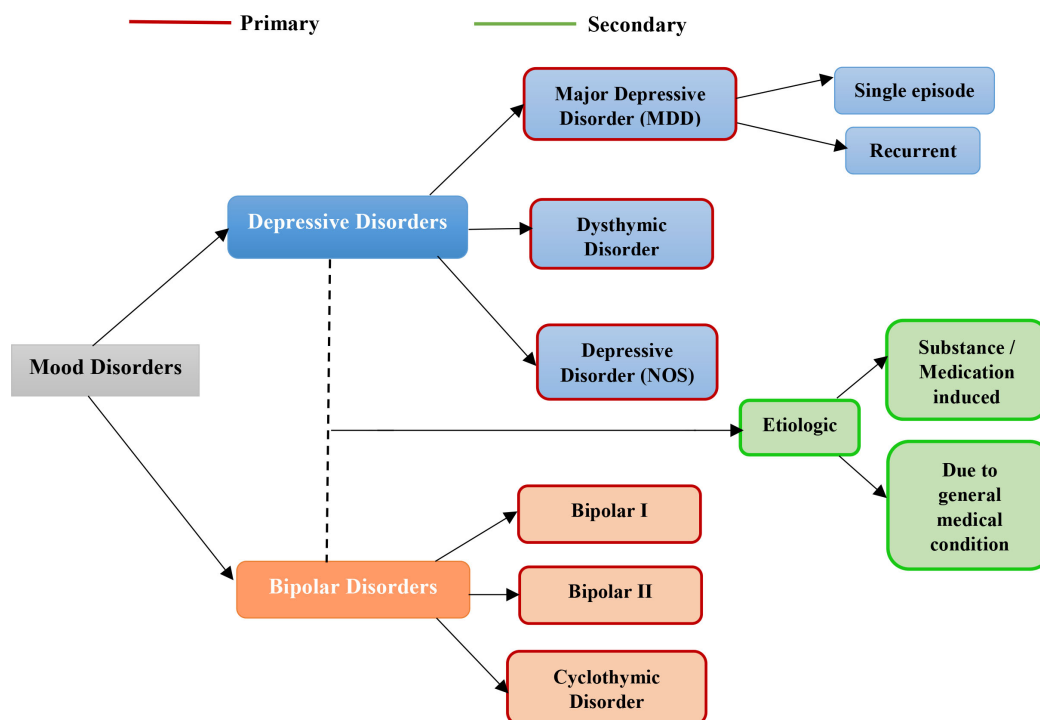 Primary
Secondary
Major Depressive
Disorder (MDD)
Single episode
Recurrent
Depressive Disorders
Dysthymic
Disorder
Mood Disorders
Depressive
Disorder (NOS)
Substance /
Medication
induced
Etiologic
Due to
general
medical
condition
Bipolar I
Bipolar Disorders
Bipolar II
Cyclothymic
Disorder